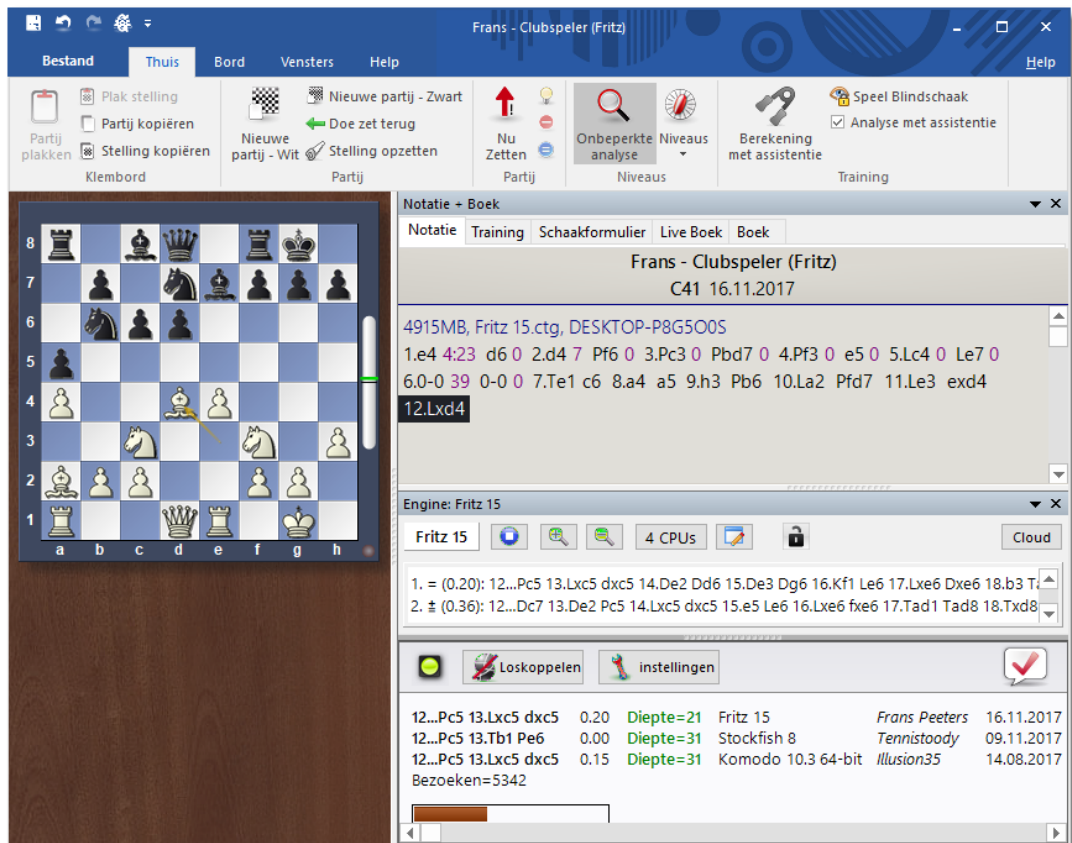 Frans - Clubspeler (Fritz)
Bestand Thuis Bord Vensters Help
Help
Partij plakken
Plak stelling
Partij kopiëren
Stelling kopiëren
Klembord
Nieuwe partij - Wit
Nieuwe partij - Zwart
Doe zet terug
Stelling opzetten
Partij
Nu Zetten
Partij
Onbeperkte analyse
Niveaus
Niveaus
Berekening met assistentie
Speel Blindschaak
Analyse met assistentie
Training
Notatie + Boek
Notatie Training Schaakformulier Live Boek Boek
Frans - Clubspeler (Fritz)
C41 16.11.2017
4915MB, Fritz 15.ctg, DESKTOP-P8G5O0S
1.e4 4:23 d6 0 2.d4 7 Pf6 0 3.Pc3 0 Pbd7 0 4.Pf3 0 e5 0 5.Lc4 0 Le7 0
6.0-0 39 0-0 0 7.Te1 c6 8.a4 a5 9.h3 Pb6 10.La2 Pfd7 11.Le3 exd4
12.Lxd4
8
7
6
5
4
3
2
1
a b c d e f g h
Engine: Fritz 15
Fritz 15 4 CPUs Cloud
1. = (0.20): 12...Pc5 13.Lxc5 dxc5 14.De2 Dd6 15.De3 Dg6 16.Kf1 Le6 17.Lxe6 Dxe6 18.b3
2. ± (0.36): 12...Dc7 13.De2 Pc5 14.Lxc5 dxc5 15.e5 Le6 16.Lxe6 fxe6 17.Tad1 Tad8 18.Txd8
Loskoppelen instellingen
12...Pc5 13.Lxc5 dxc5 0.20 Diepte=21 Fritz 15 Frans Peeters 16.11.2017
12...Pc5 13.Tb1 Pe6 0.00 Diepte=31 Stockfish 8 Tennistoody 09.11.2017
12...Pc5 13.Lxc5 dxc5 0.15 Diepte=31 Komodo 10.3 64-bit Illusion35 14.08.2017
Bezoeken=5342